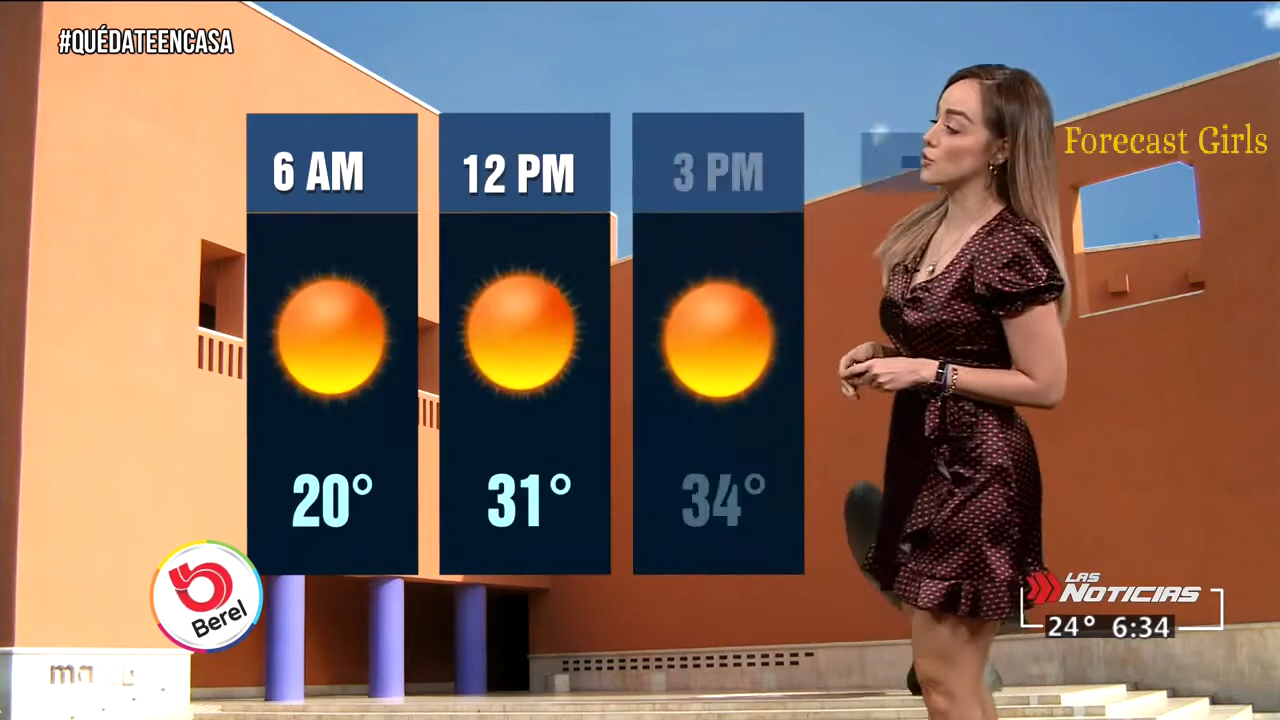 #QUÉDATEENCASA
Forecast Girls
6 AM
12 PM
3 PM
20°
31°
34°
Berel
LAS
NOTICIAS
24° 6:34